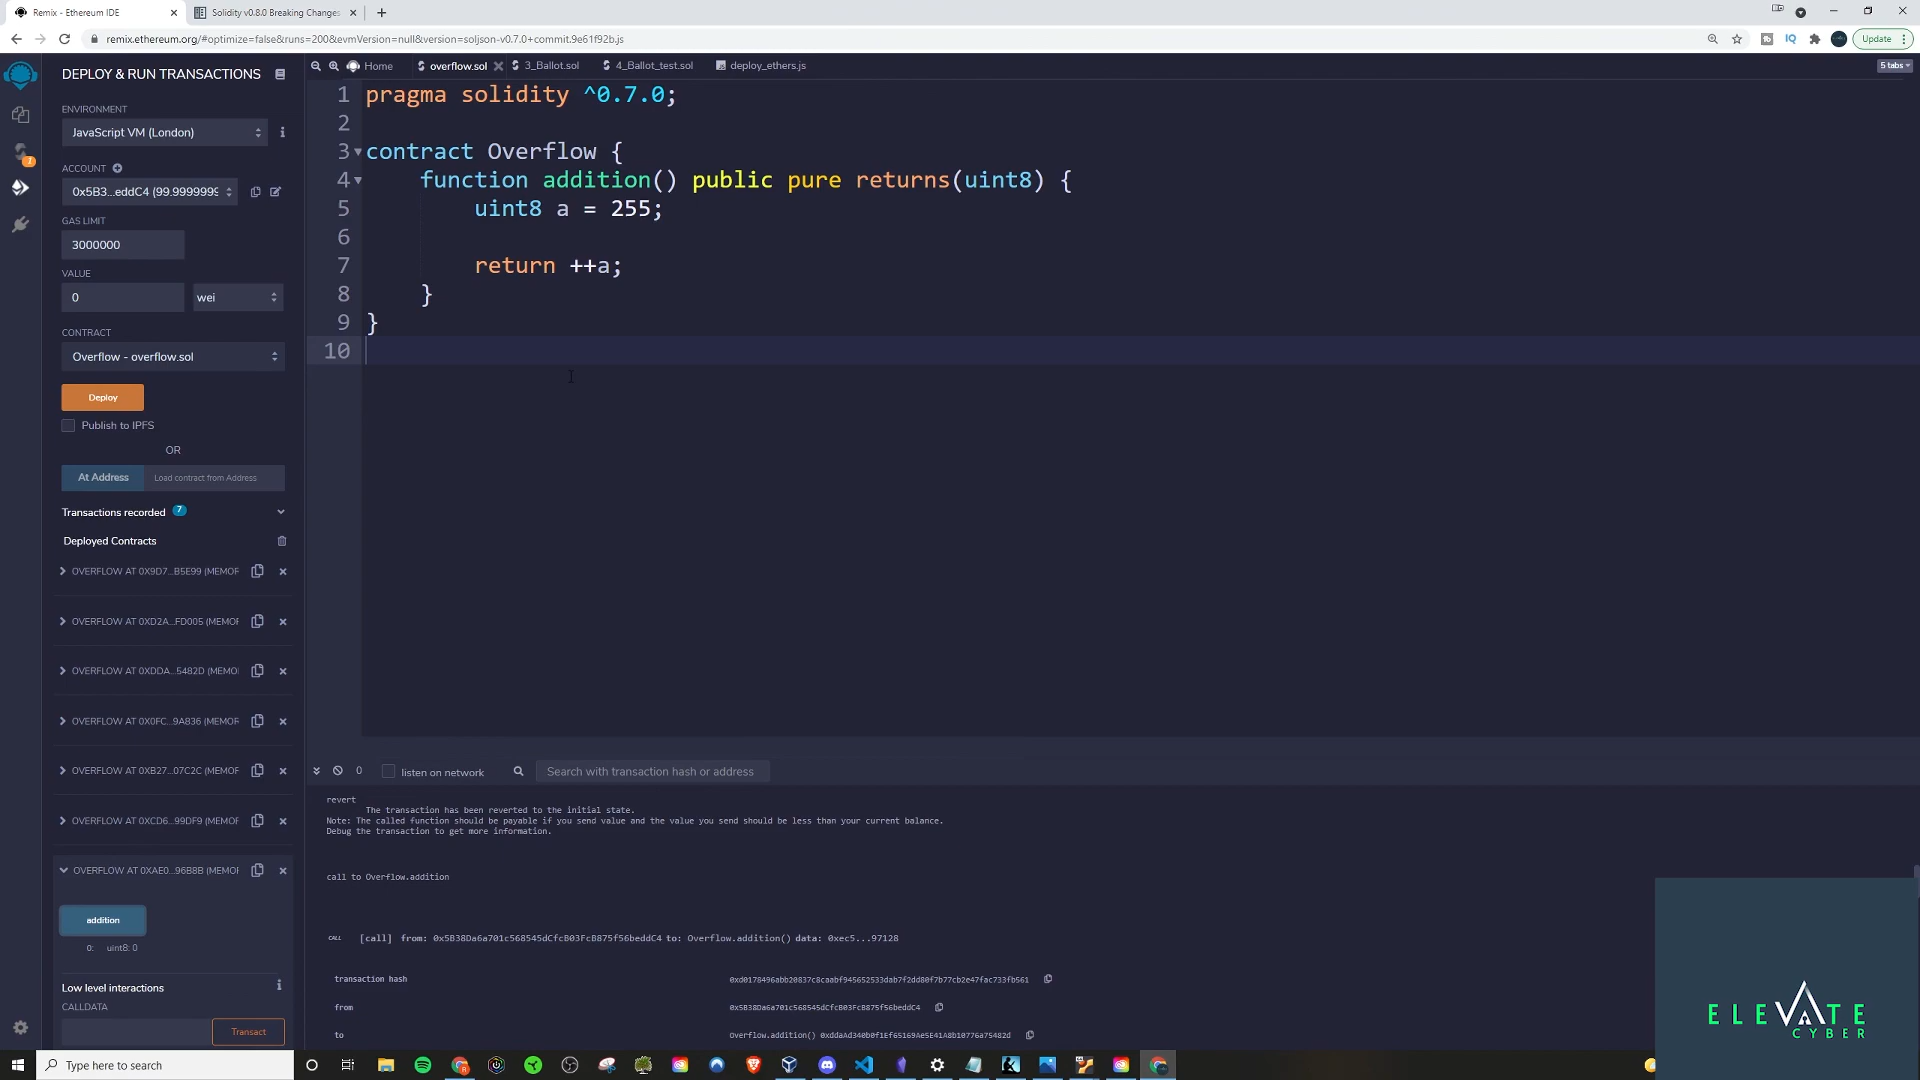 Remix - Ethereum IDE
Solidity v0.8.0 Breaking Changes
remix.ethereum.org/#optimize=false&runs=200&evmVersion=null&version=soljson-v0.7.0+commit.9e61f92b.js
IQ
Update
DEPLOY & RUN TRANSACTIONS
Home
overflow.sol
3_Ballot.sol
4_Ballot_test.sol
deploy_ethers.js
5 tabs
ENVIRONMENT
JavaScript VM (London)
ACCOUNT
0x5B3...eddC4 (99.9999999
GAS LIMIT
3000000
VALUE
0
wei
CONTRACT
Overflow - overflow.sol
Deploy
Publish to IPFS
OR
At Address
Load contract from Address
Transactions recorded 7
Deployed Contracts
OVERFLOW AT 0X9D7...B5E99 (MEMOR
OVERFLOW AT 0XD2A...FD005 (MEMOR
OVERFLOW AT 0XDDA...5482D (MEMO
OVERFLOW AT 0X0FC...9A836 (MEMOR
OVERFLOW AT 0XB27...07C2C (MEMOR
OVERFLOW AT 0XCD6...99DF9 (MEMOR
OVERFLOW AT 0XAE0...96B8B (MEMOR
addition
0: uint8: 0
Low level interactions
CALLDATA
Transact
1 pragma solidity ^0.7.0;
2
3 contract Overflow {
4 function addition() public pure returns(uint8) {
5 uint8 a = 255;
6
7 return ++a;
8 }
9 }
10
0
listen on network
Search with transaction hash or address
revert
The transaction has been reverted to the initial state.
Note: The called function should be payable if you send value and the value you send should be less than your current balance.
Debug the transaction to get more information.
call to Overflow.addition
CALL
[call] from: 0x5B38Da6a701c568545dCfcB03FcB875f56beddC4 to: Overflow.addition() data: 0xec5...97128
transaction hash
0xd0178496abb20837c8caabf945652533dab7f2dd80f7b77cb2e47fac733fb561
from
0x5B38Da6a701c568545dCfcB03FcB875f56beddC4
to
Overflow.addition() 0xddaAd340b0f1Ef65169Ae5E41A8b10776a75482d
ELEVATE
CYBER
Type here to search